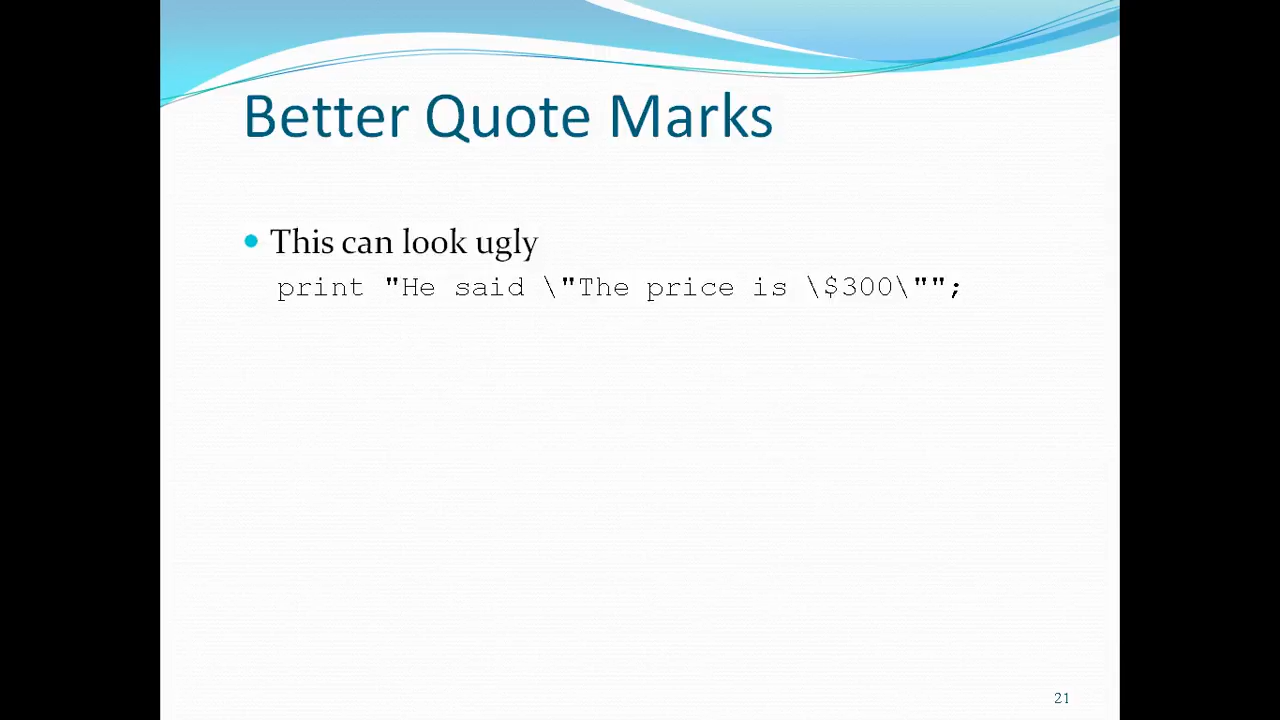 Better Quote Marks
This can look ugly
print "He said \"The price is \$300\"";
21